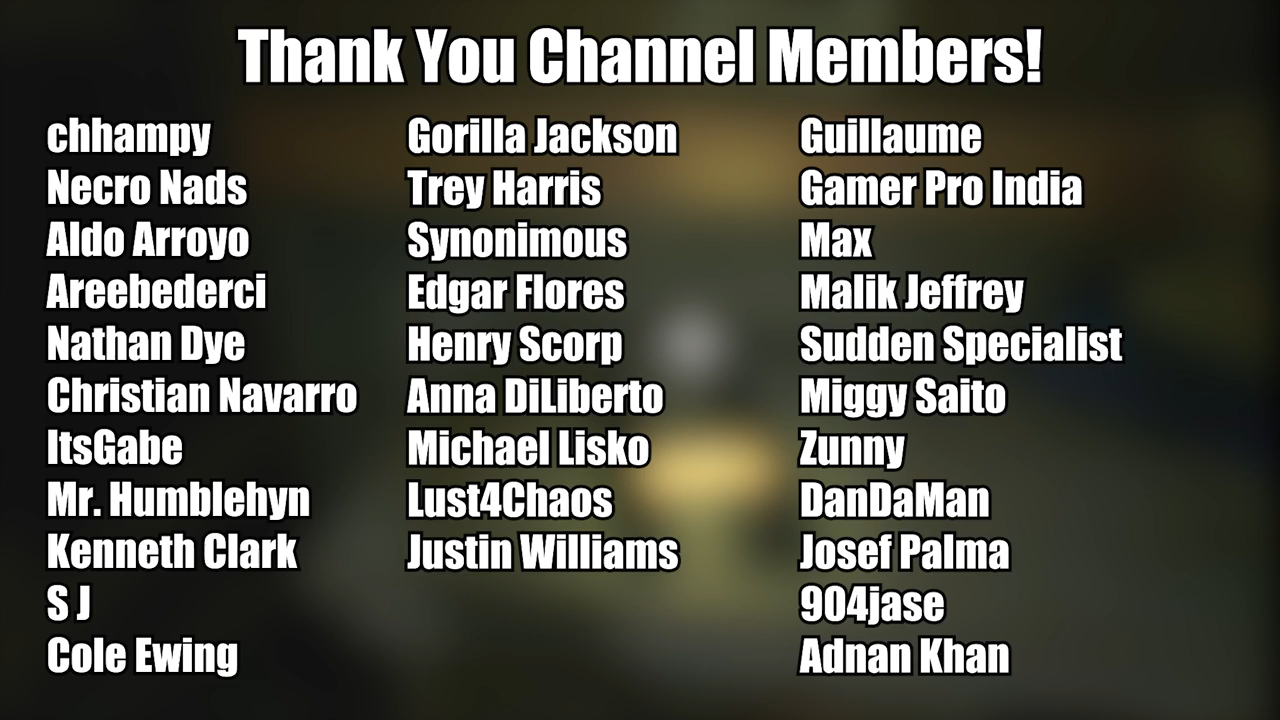 Thank You Channel Members!
chhampy
Necro Nads
Aldo Arroyo
Areebederci
Nathan Dye
Christian Navarro
ItsGabe
Mr. Humblehyn
Kenneth Clark
S J
Cole Ewing
Gorilla Jackson
Trey Harris
Synonimous
Edgar Flores
Henry Scorp
Anna DiLiberto
Michael Lisko
Lust4Chaos
Justin Williams
Guillaume
Gamer Pro India
Max
Malik Jeffrey
Sudden Specialist
Miggy Saito
Zunny
DanDaMan
Josef Palma
904jase
Adnan Khan